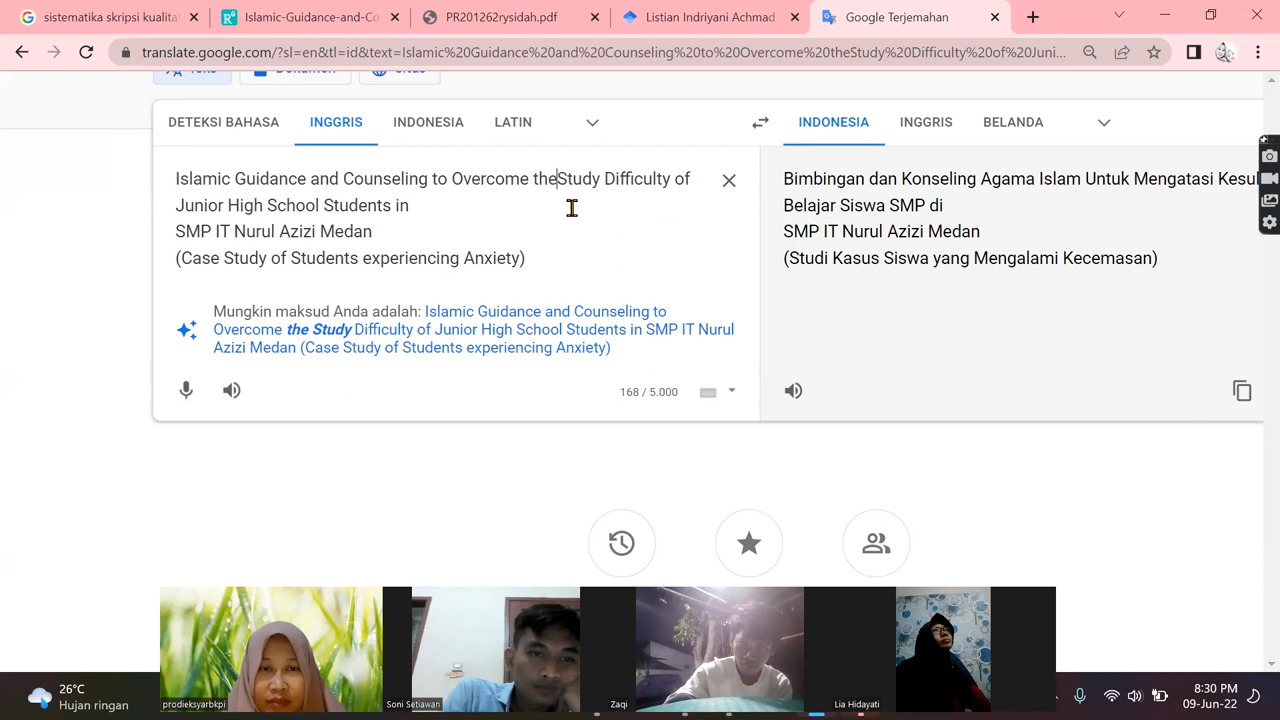 sistematika skripsi kualitat
Islamic-Guidance-and-Co
PR201262rysidah.pdf
Listian Indriyani Achmad
Google Terjemahan
translate.google.com/?sl=en&tl=id&text=Islamic%20Guidance%20and%20Counseling%20to%20Overcome%20theStudy%20Difficulty%20of%20Juni...
Teks
Dokumen
Situs
DETEKSI BAHASA
INGGRIS
INDONESIA
LATIN
INDONESIA
INGGRIS
BELANDA
Islamic Guidance and Counseling to Overcome theStudy Difficulty of
Junior High School Students in
SMP IT Nurul Azizi Medan
(Case Study of Students experiencing Anxiety)
Bimbingan dan Konseling Agama Islam Untuk Mengatasi Kesul
Belajar Siswa SMP di
SMP IT Nurul Azizi Medan
(Studi Kasus Siswa yang Mengalami Kecemasan)
Mungkin maksud Anda adalah: Islamic Guidance and Counseling to
Overcome the Study Difficulty of Junior High School Students in SMP IT Nurul
Azizi Medan (Case Study of Students experiencing Anxiety)
168 / 5.000
prodieksyarbkpi
Soni Setiawan
Zaqi
Lia Hidayati
26°C
Hujan ringan
8:30 PM
09-Jun-22